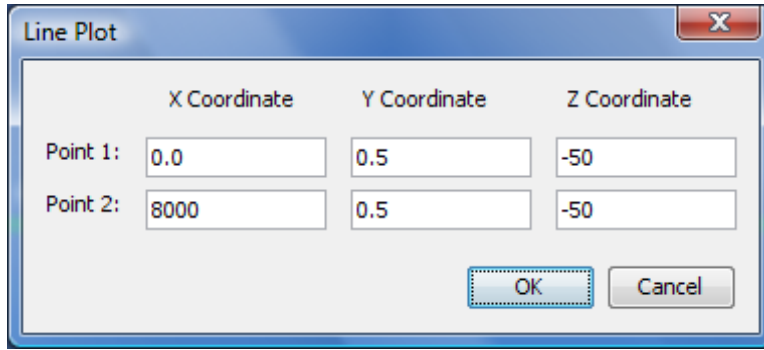 Line Plot
X Coordinate Y Coordinate Z Coordinate
Point 1: 0.0 0.5 -50
Point 2: 8000 0.5 -50
OK Cancel